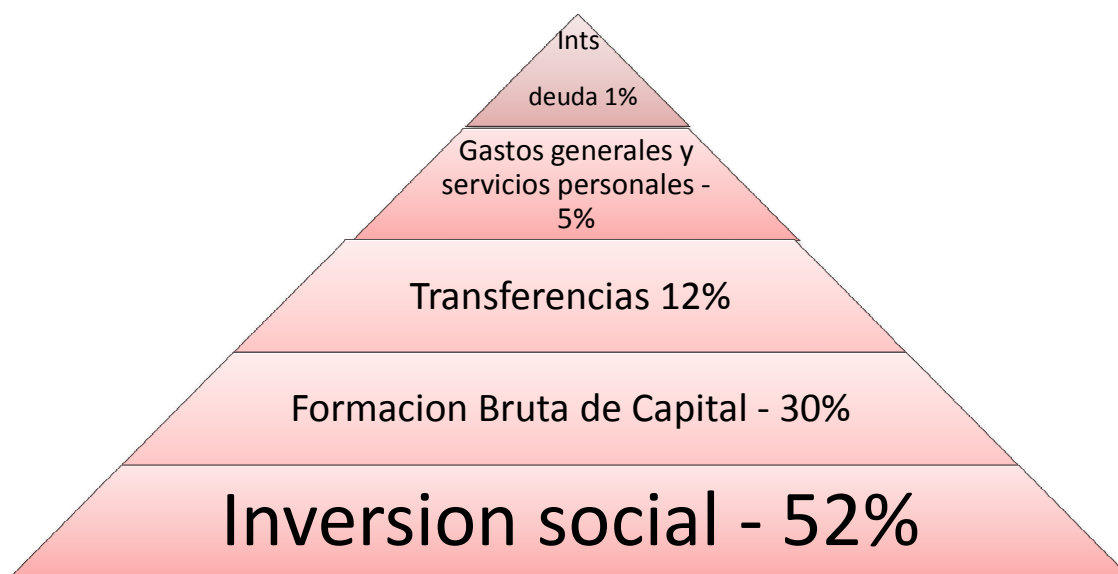 Ints
deuda 1%
Gastos generales y
servicios personales -
5%
Transferencias 12%
Formacion Bruta de Capital - 30%
Inversion social - 52%